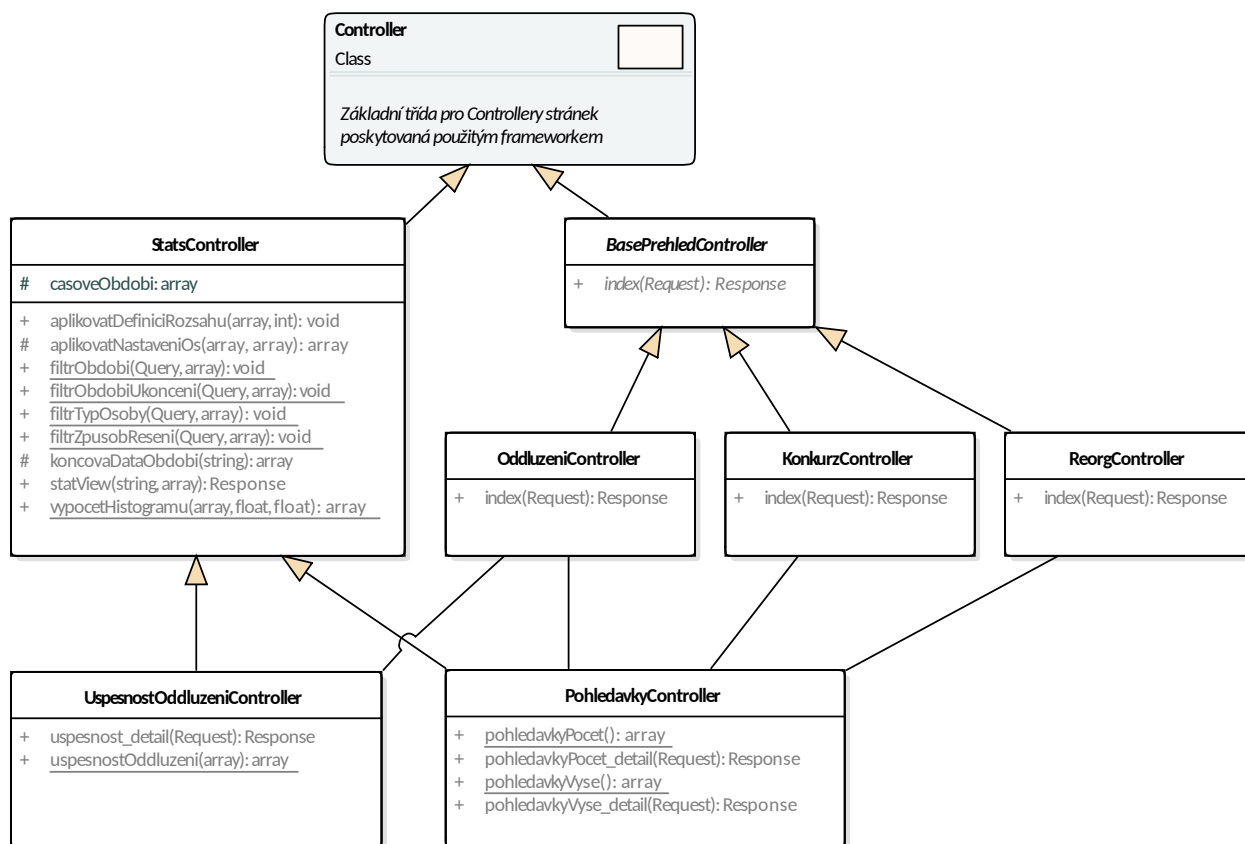 Controller
Class
Základní třída pro Controllery stránek
poskytovaná použitým frameworkem
StatsController
# casoveObdobi: array
+ aplikovatDefiniciRozsahu(array, int): void
# aplikovatNastaveniOs(array, array): array
+ filtrObdobi(Query, array): void
+ filtrObdobiUkonceni(Query, array): void
+ filtrTypOsoby(Query, array): void
+ filtrZpusobReseni(Query, array): void
# koncovaDataObdobi(string): array
+ statView(string, array): Response
+ vypocetHistogramu(array, float, float): array
BasePrehledController
+ index(Request): Response
OddluzeniController
+ index(Request): Response
KonkurzController
+ index(Request): Response
ReorgController
+ index(Request): Response
UspesnostOddluzeniController
+ uspesnost_detail(Request): Response
+ uspesnostOddluzeni(array): array
PohledavkyController
+ pohledavkyPocet(): array
+ pohledavkyPocet_detail(Request): Response
+ pohledavkyVyse(): array
+ pohledavkyVyse_detail(Request): Response